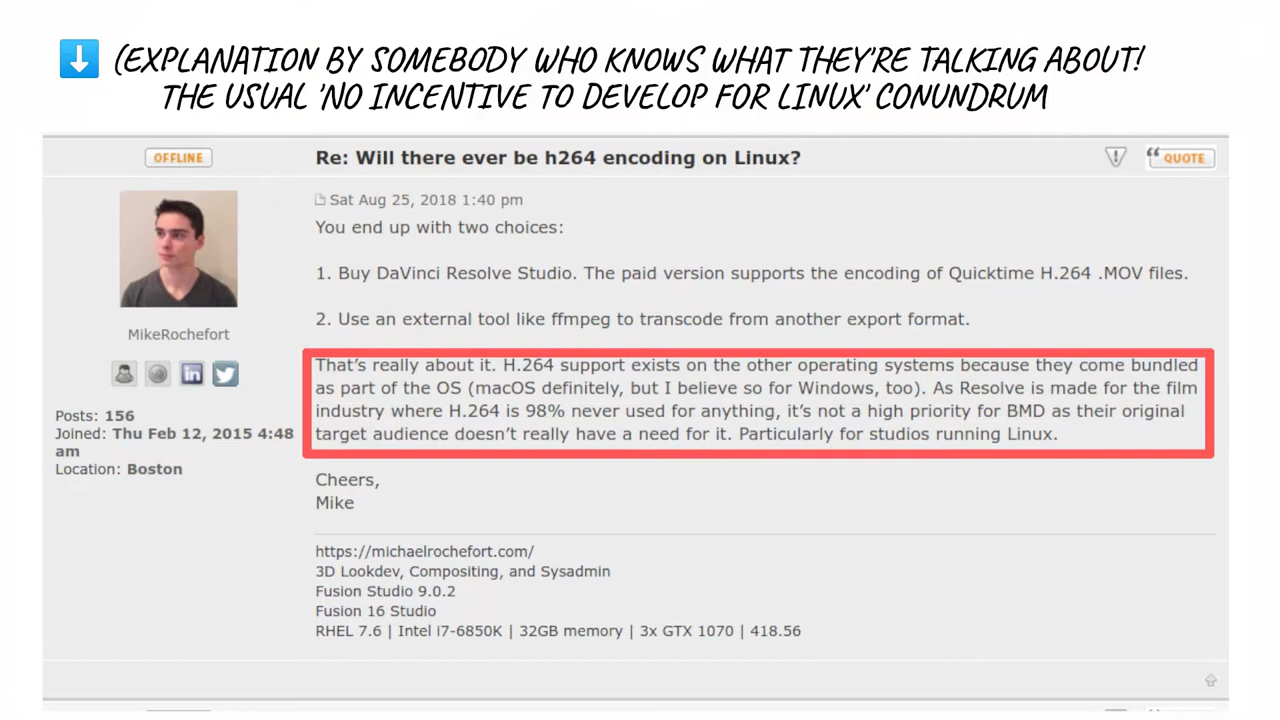 (EXPLANATION BY SOMEBODY WHO KNOWS WHAT THEY'RE TALKING ABOUT!
THE USUAL 'NO INCENTIVE TO DEVELOP FOR LINUX' CONUNDRUM
OFFLINE
Re: Will there ever be h264 encoding on Linux?
QUOTE
MikeRochefort
Posts: 156
Joined: Thu Feb 12, 2015 4:48
am
Location: Boston
Sat Aug 25, 2018 1:40 pm
You end up with two choices:
1. Buy DaVinci Resolve Studio. The paid version supports the encoding of Quicktime H.264 .MOV files.
2. Use an external tool like ffmpeg to transcode from another export format.
That's really about it. H.264 support exists on the other operating systems because they come bundled
as part of the OS (macOS definitely, but I believe so for Windows, too). As Resolve is made for the film
industry where H.264 is 98% never used for anything, it's not a high priority for BMD as their original
target audience doesn't really have a need for it. Particularly for studios running Linux.
Cheers,
Mike
https://michaelrochefort.com/
3D Lookdev, Compositing, and Sysadmin
Fusion Studio 9.0.2
Fusion 16 Studio
RHEL 7.6 | Intel i7-6850K | 32GB memory | 3x GTX 1070 | 418.56